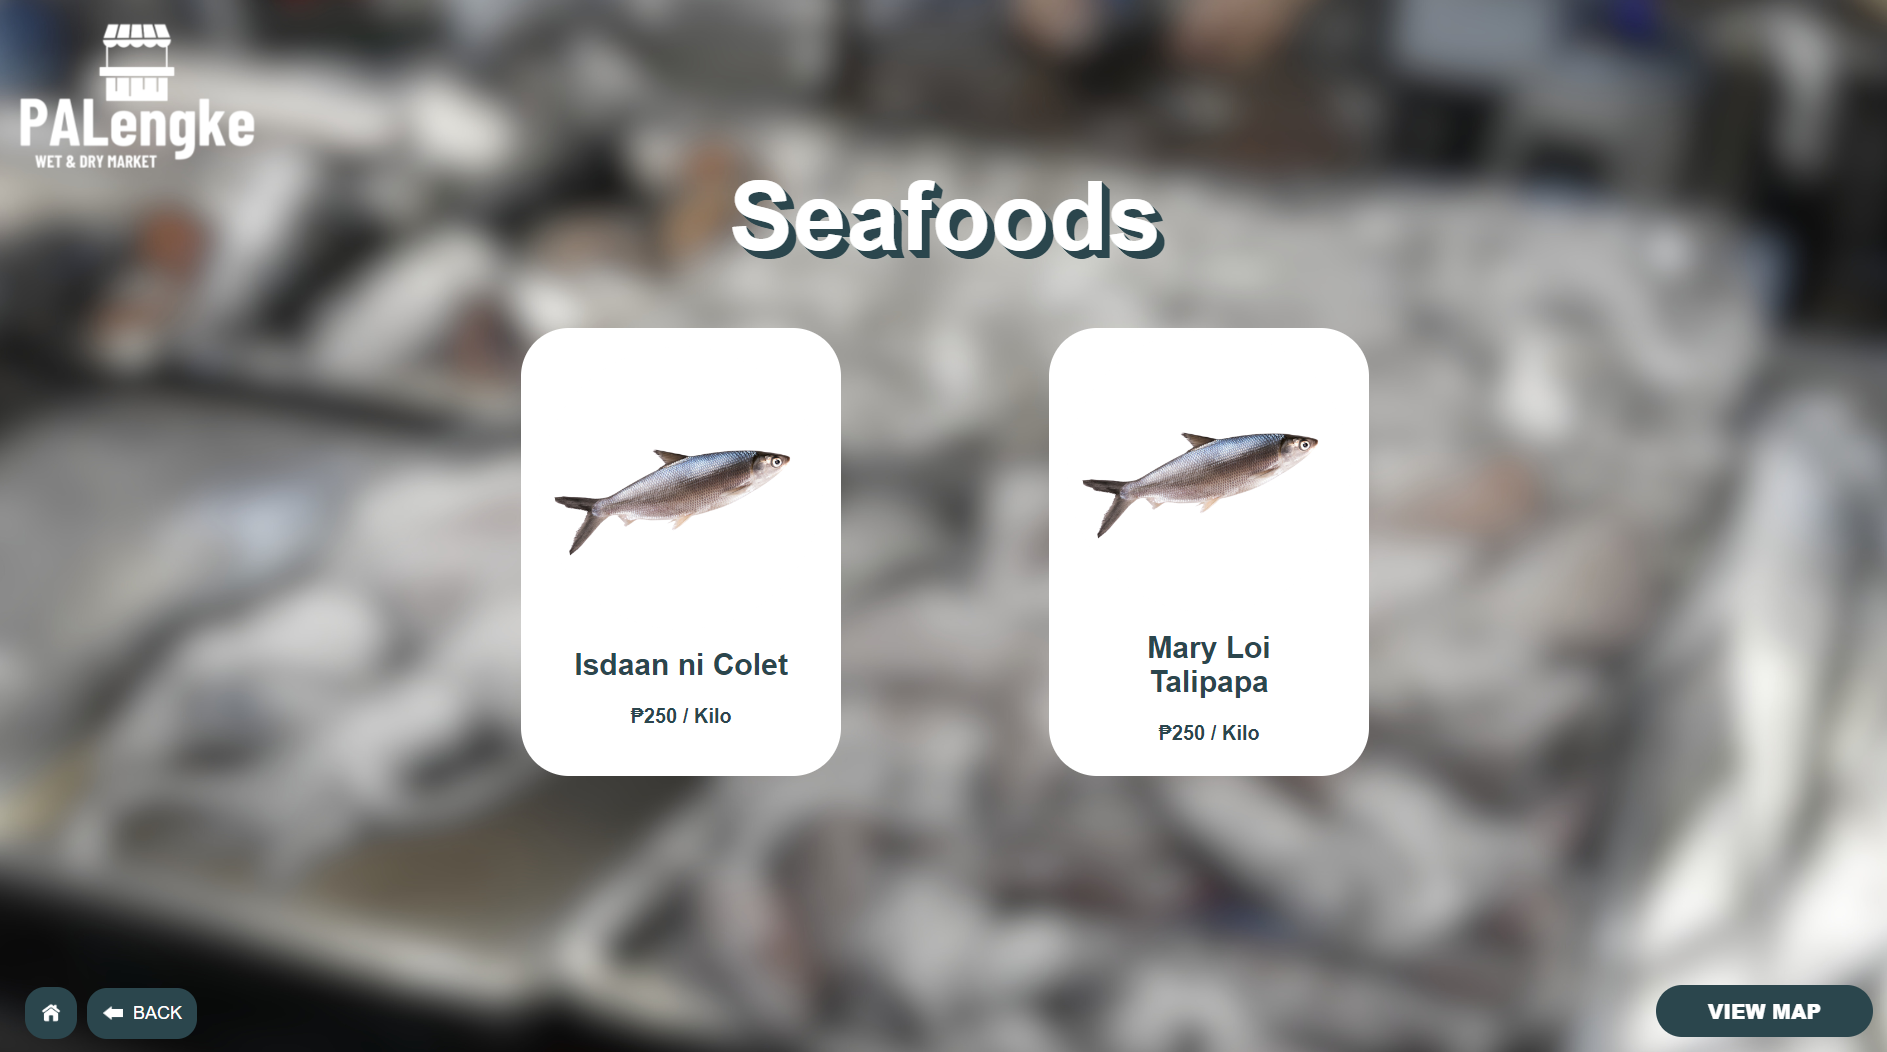 PALengke
WET & DRY MARKET
Seafoods
Isdaan ni Colet
₱250 / Kilo
Mary Loi
Talipapa
₱250 / Kilo
BACK
VIEW MAP